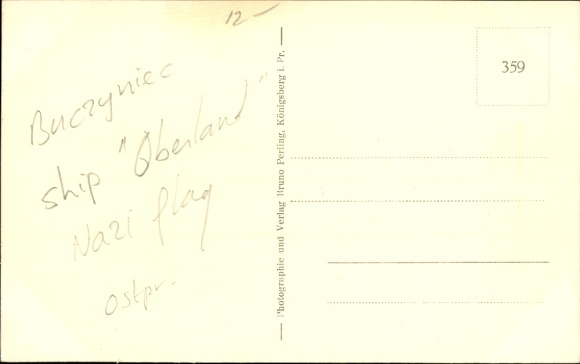 12-
Buczyniec
ship "Oberland"
Nazi flag
ostpr.
Photographie und Verlag Bruno Perling, Königsberg i. Pr.
359